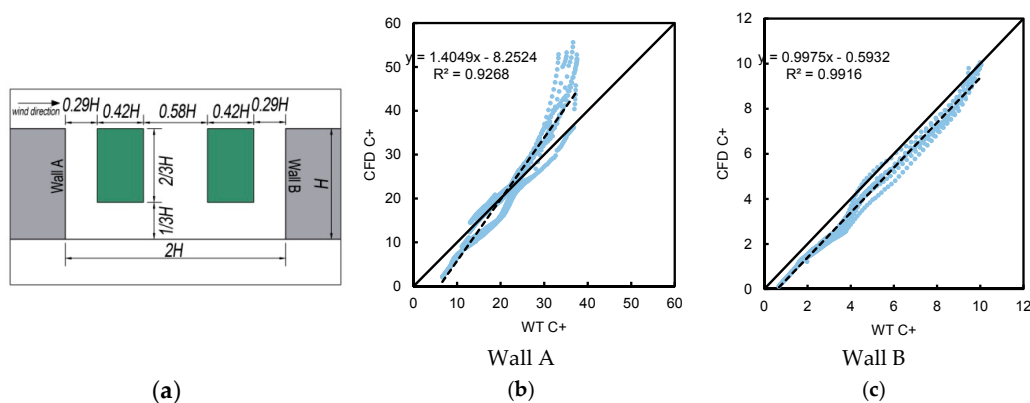 wind direction
0.29H
0.42H
0.58H
0.42H
0.29H
Wall A
2/3H
1/3H
Wall B
H
2H
(a)
60
50
40
30
20
10
0
CFD C+
y = 1.4049x - 8.2524
R² = 0.9268
0 10 20 30 40 50 60
WT C+
Wall A
(b)
12
10
8
6
4
2
0
CFD C+
y = 0.9975x - 0.5932
R² = 0.9916
0 2 4 6 8 10 12
WT C+
Wall B
(c)